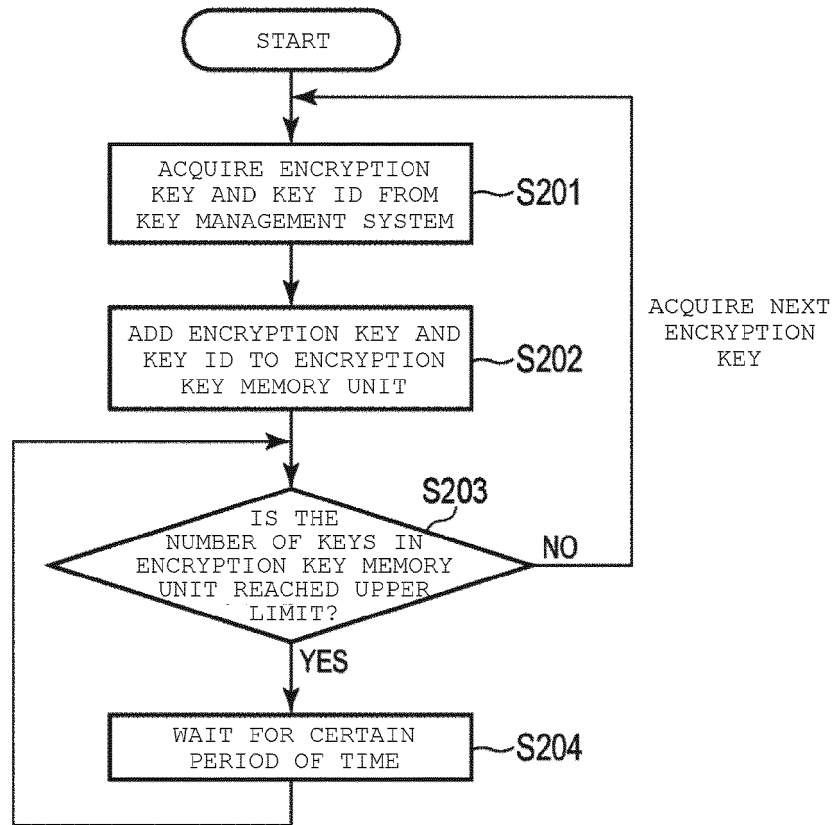 START
ACQUIRE ENCRYPTION
KEY AND KEY ID FROM
KEY MANAGEMENT SYSTEM
S201
ADD ENCRYPTION KEY AND
KEY ID TO ENCRYPTION
KEY MEMORY UNIT
S202
ACQUIRE NEXT
ENCRYPTION
KEY
S203
IS THE
NUMBER OF KEYS IN
ENCRYPTION KEY MEMORY
UNIT REACHED UPPER
LIMIT?
NO
YES
WAIT FOR CERTAIN
PERIOD OF TIME
S204